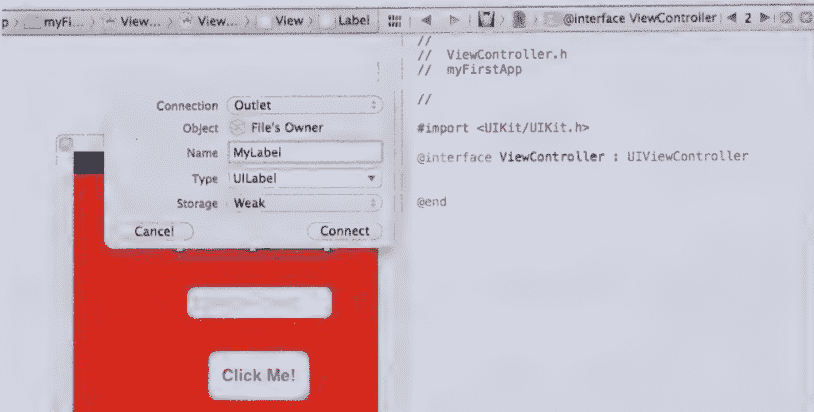 p myFi... View... View... View Label @interface ViewController 2
//
// ViewController.h
// myFirstApp
//
#import <UIKit/UIKit.h>
@interface ViewController : UIViewController
@end
Connection Outlet
Object File's Owner
Name MyLabel
Type UILabel
Storage Weak
Cancel Connect
Click Me!